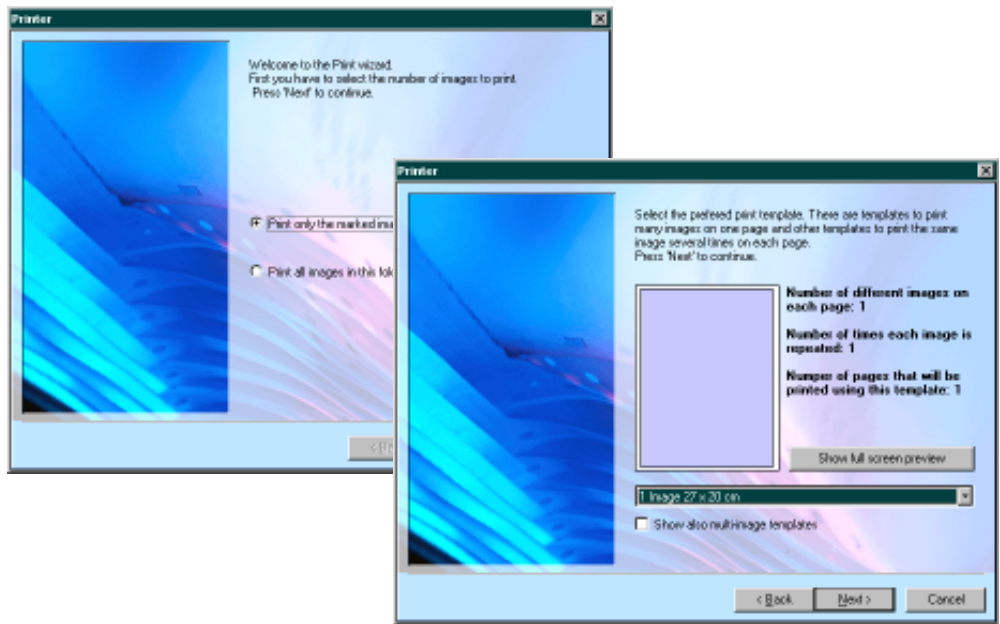 Printer
Welcome to the Print wizard.
First you have to select the number of images to print.
Press 'Next' to continue.
Print only the marked ima
Print all images in this fol
< B
Printer
Select the prefered print template. There are templates to print
many images on one page and other templates to print the same
image several times on each page.
Press 'Next' to continue.
Number of different images on
each page: 1
Number of times each image is
repeated: 1
Numper of pages that will be
printed using this template: 1
Show full screen preview
1 Image 27 x 20 cm
Show also multi-image templates
< Back
Next >
Cancel